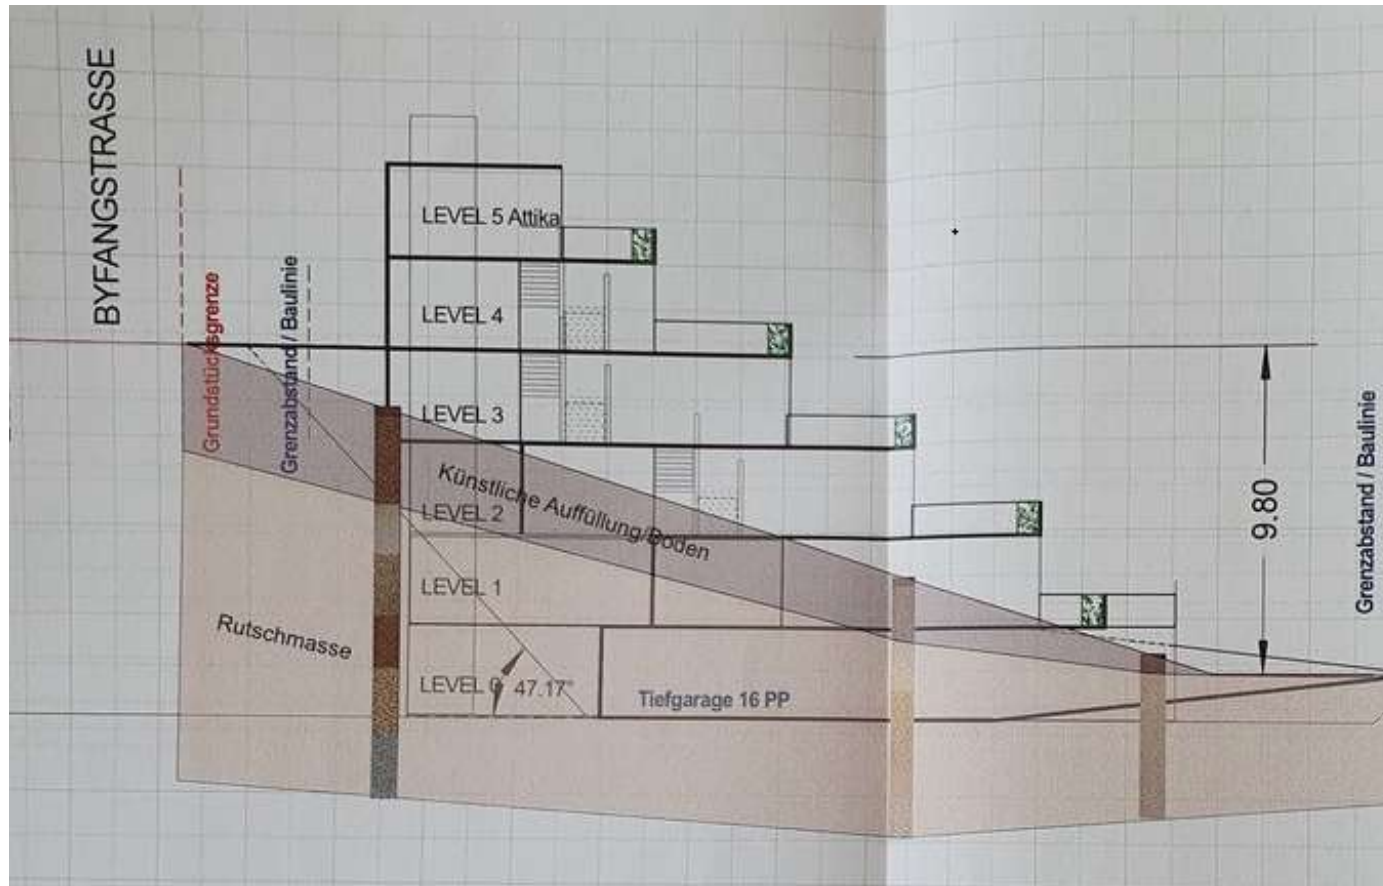 BYFANGSTRASSE
Grundstücksgrenze
Grenzabstand / Baulinie
LEVEL 5 Attika
LEVEL 4
LEVEL 3
Künstliche Auffüllung/Boden
LEVEL 2
LEVEL 1
Rutschmasse
LEVEL 0
47.17°
Tiefgarage 16 PP
9.80
Grenzabstand / Baulinie